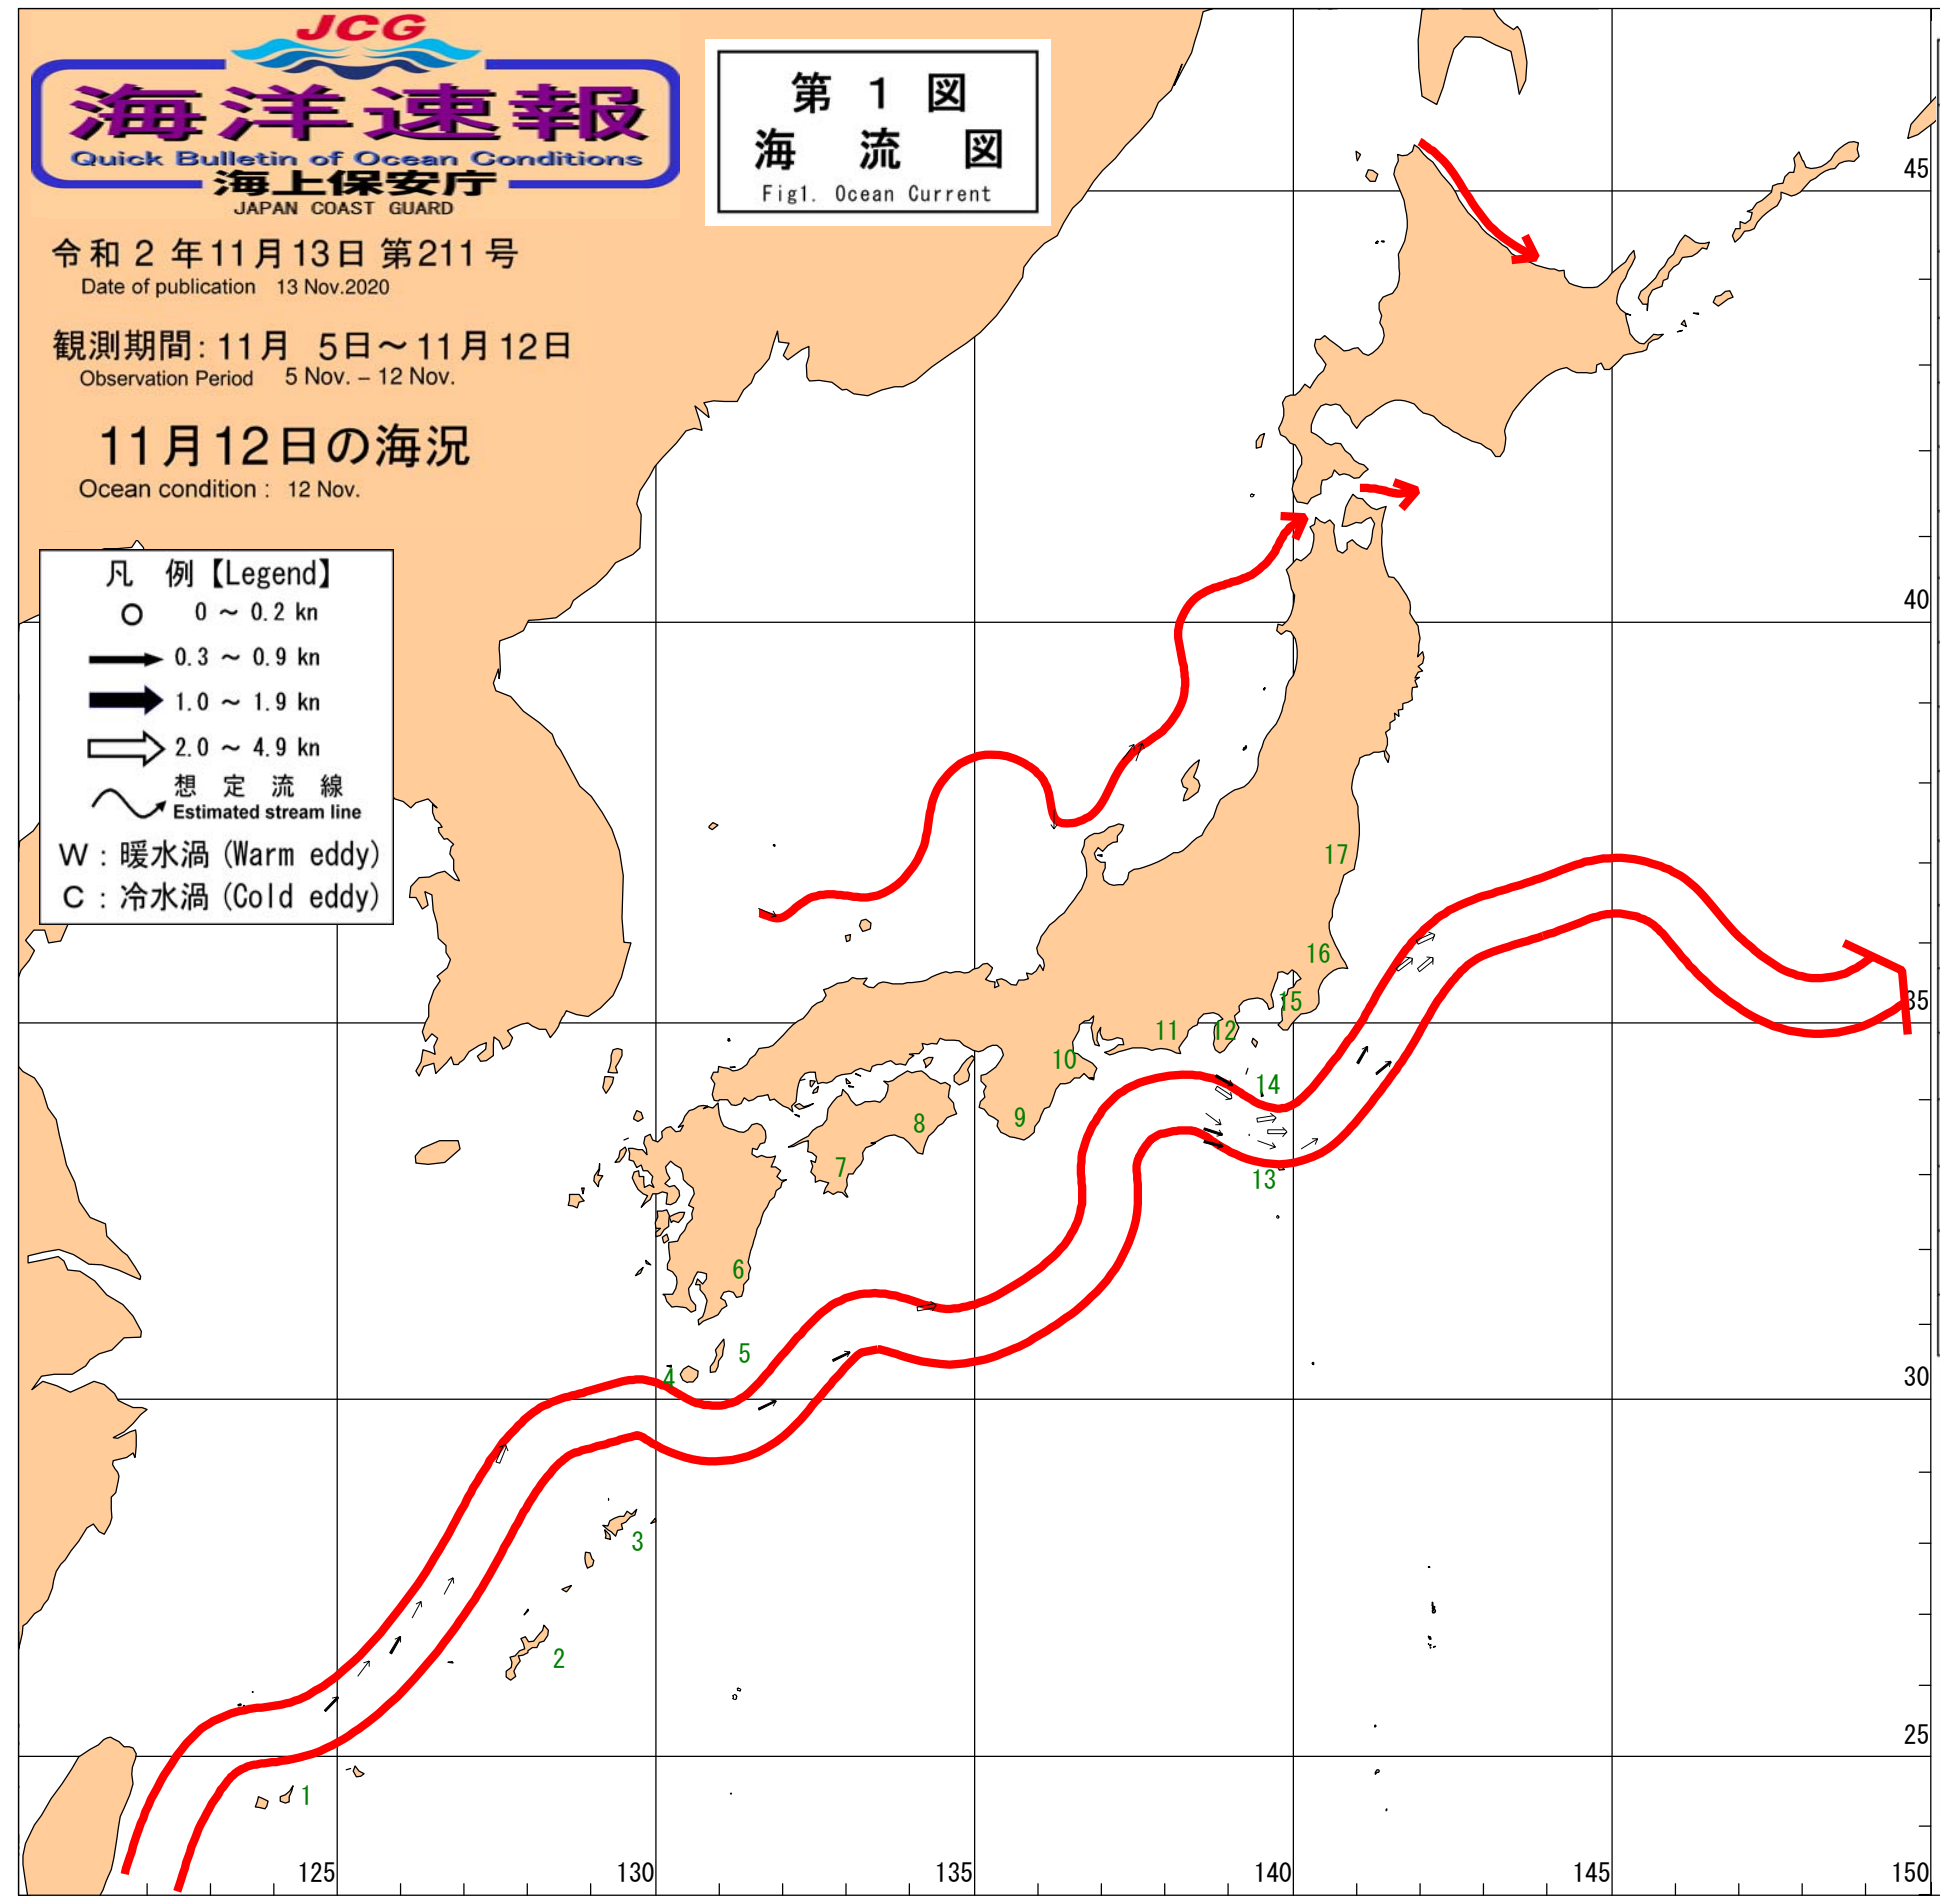 JCG
海洋速報
Quick Bulletin of Ocean Conditions
海上保安庁
JAPAN COAST GUARD
令和 2 年11月13日 第211号
Date of publication 13 Nov.2020
観測期間: 11月 5日～11月12日
Observation Period 5 Nov. – 12 Nov.
11月12日の海況
Ocean condition : 12 Nov.
第 1 図
海 流 図
Fig1. Ocean Current
凡 例【Legend】
0 ～ 0.2 kn
0.3 ～ 0.9 kn
1.0 ～ 1.9 kn
2.0 ～ 4.9 kn
想 定 流 線
Estimated stream line
W : 暖水渦 (Warm eddy)
C : 冷水渦 (Cold eddy)
45
40
17
16
35
15
12
11
10
14
9
8
7
13
6
5
4
30
3
2
25
1
125
130
135
140
145
150